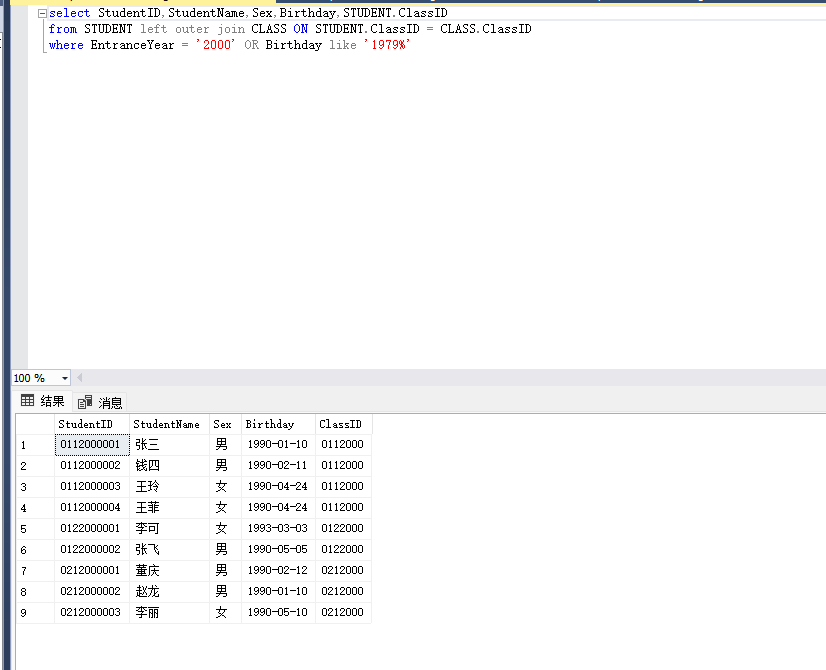 select StudentID,StudentName,Sex,Birthday,STUDENT.ClassID
from STUDENT left outer join CLASS ON STUDENT.ClassID = CLASS.ClassID
where EntranceYear = '2000' OR Birthday like '1979%'
100 %
结果 消息
StudentID StudentName Sex Birthday ClassID
1 0112000001 张三 男 1990-01-10 0112000
2 0112000002 钱四 男 1990-02-11 0112000
3 0112000003 王玲 女 1990-04-24 0112000
4 0112000004 王菲 女 1990-04-24 0112000
5 0122000001 李可 女 1993-03-03 0122000
6 0122000002 张飞 男 1990-05-05 0122000
7 0212000001 董庆 男 1990-02-12 0212000
8 0212000002 赵龙 男 1990-01-10 0212000
9 0212000003 李丽 女 1990-05-10 0212000